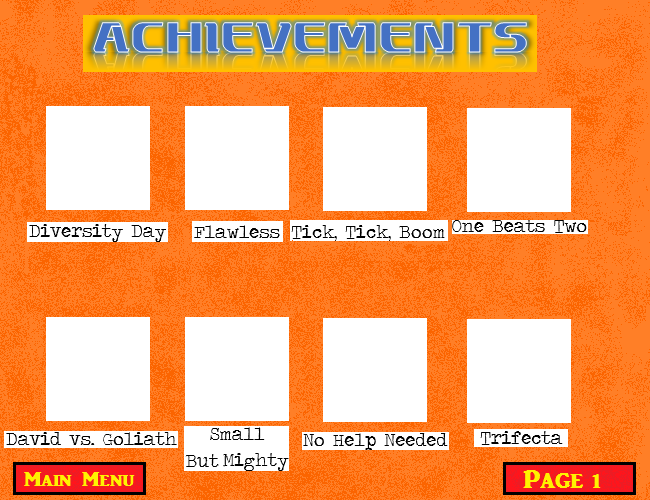 ACHIEVEMENTS
Diversity Day
Flawless
Tick, Tick, Boom
One Beats Two
David vs. Goliath
Small
But Mighty
No Help Needed
Trifecta
Main Menu
Page 1